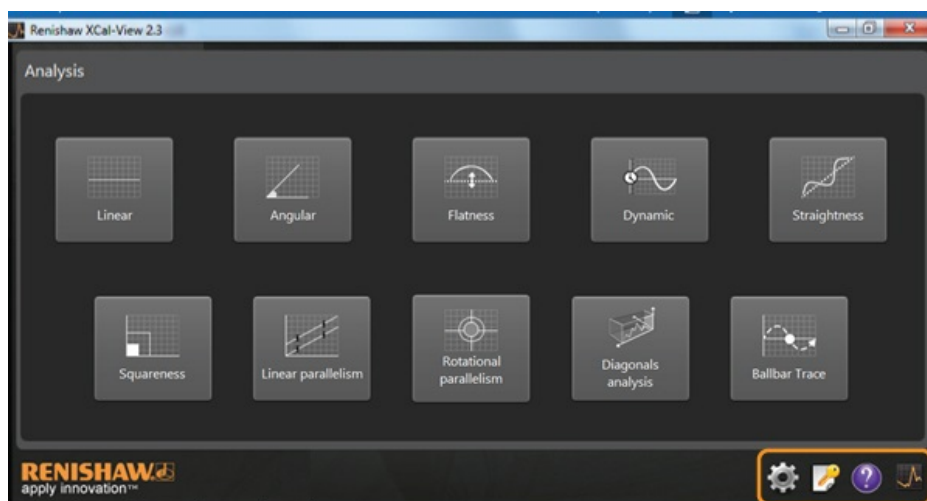 Renishaw XCal-View 2.3
Analysis
Linear
Angular
Flatness
Dynamic
Straightness
Squareness
Linear parallelism
Rotational
parallelism
Diagonals
analysis
Ballbar Trace
RENISHAW
apply innovation™
?